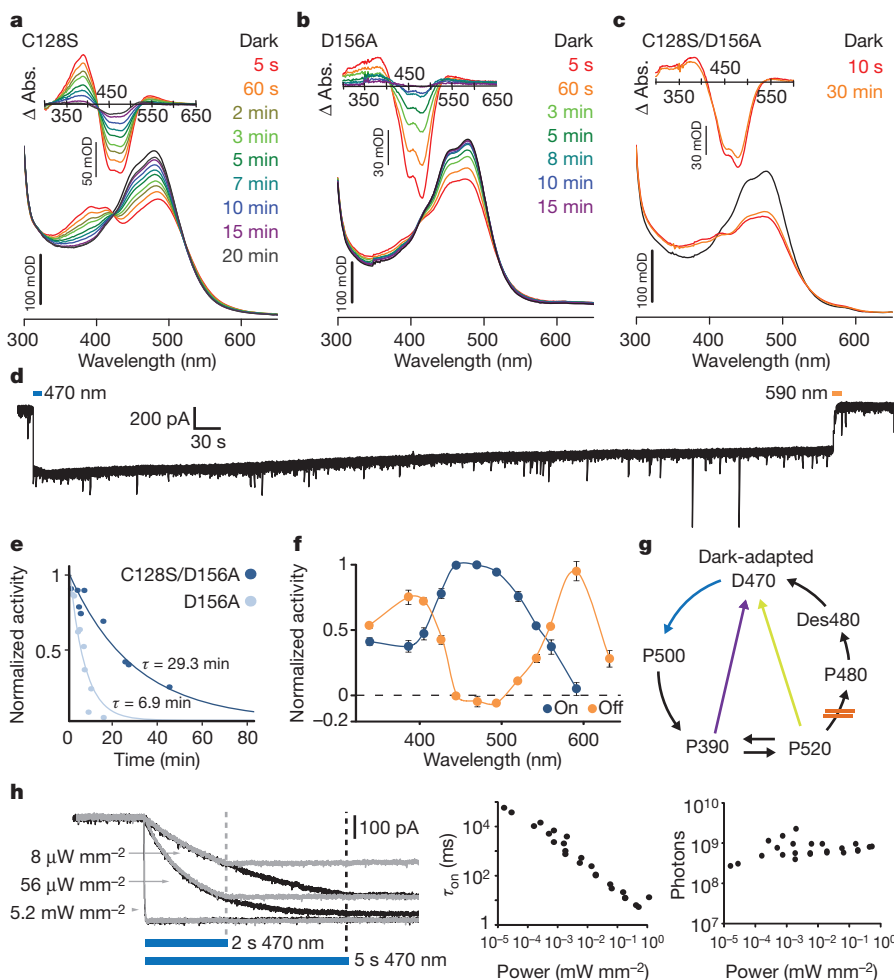 a
C128S
Dark
5 s
60 s
2 min
3 min
5 min
7 min
10 min
15 min
20 min
Δ Abs.
350
450
550
650
50 mOD
100 mOD
300 400 500 600
Wavelength (nm)
b
D156A
Dark
5 s
60 s
3 min
5 min
8 min
10 min
15 min
Δ Abs.
350
450
550
650
30 mOD
100 mOD
300 400 500 600
Wavelength (nm)
c
C128S/D156A
Dark
10 s
30 min
Δ Abs.
350
450
550
30 mOD
100 mOD
300 400 500 600
Wavelength (nm)
d
470 nm
200 pA
30 s
590 nm
e
Normalized activity
1
0.5
C128S/D156A
D156A
τ = 29.3 min
τ = 6.9 min
0 20 40 60 80
Time (min)
f
Normalized activity
1
0.5
0
−0.2
On
Off
400 500 600
Wavelength (nm)
g
Dark-adapted
D470
Des480
P500
P480
P390
P520
h
100 pA
8 μW mm−2
56 μW mm−2
5.2 mW mm−2
2 s 470 nm
5 s 470 nm
τon (ms)
10⁴
10²
1
10⁻⁵ 10⁻⁴ 10⁻³ 10⁻² 10⁻¹ 10⁰
Power (mW mm−2)
Photons
10¹⁰
10⁹
10⁸
10⁷
10⁻⁵ 10⁻⁴ 10⁻³ 10⁻² 10⁻¹ 10⁰
Power (mW mm−2)